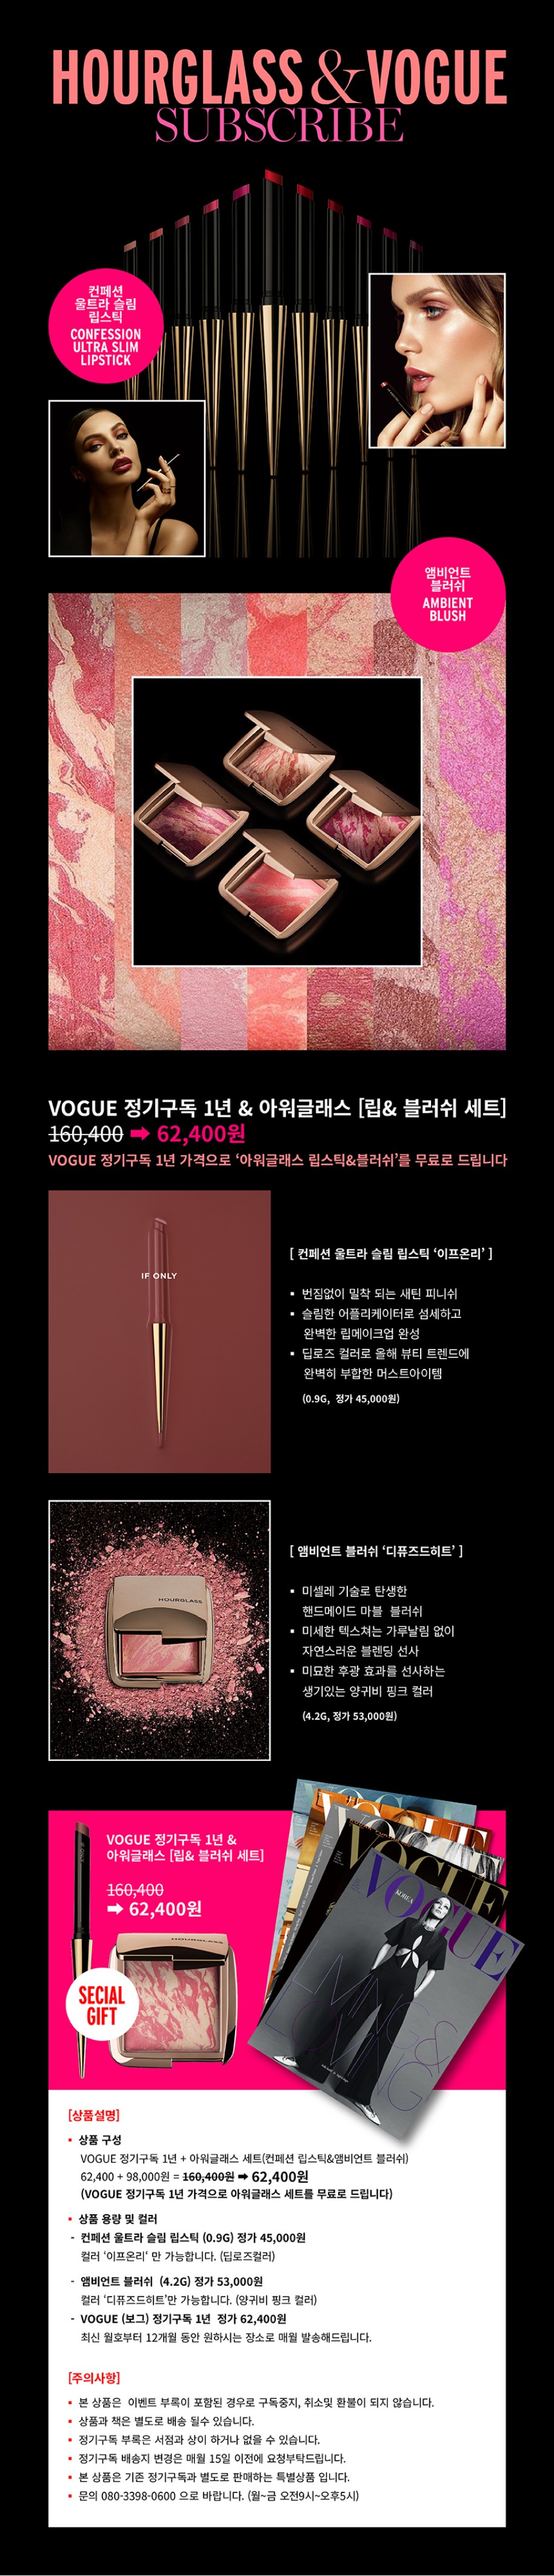 HOURGLASS & VOGUE
SUBSCRIBE
컨페션
울트라 슬림
립스틱
CONFESSION
ULTRA SLIM
LIPSTICK
앰비언트
블러쉬
AMBIENT
BLUSH
VOGUE 정기구독 1년 & 아워글래스 [립& 블러쉬 세트]
160,400 ➡ 62,400원
VOGUE 정기구독 1년 가격으로 ‘아워글래스 립스틱&블러쉬’를 무료로 드립니다
IF ONLY
[ 컨페션 울트라 슬림 립스틱 ‘이프온리’ ]
▪ 번짐없이 밀착 되는 새틴 피니쉬
▪ 슬림한 어플리케이터로 섬세하고
완벽한 립메이크업 완성
▪ 딥로즈 컬러로 올해 뷰티 트렌드에
완벽히 부합한 머스트아이템
(0.9G, 정가 45,000원)
HOURGLASS
[ 앰비언트 블러쉬 ‘디퓨즈드히트’ ]
▪ 미셀레 기술로 탄생한
핸드메이드 마블 블러쉬
▪ 미세한 텍스쳐는 가루날림 없이
자연스러운 블렌딩 선사
▪ 미묘한 후광 효과를 선사하는
생기있는 양귀비 핑크 컬러
(4.2G, 정가 53,000원)
VOGUE 정기구독 1년 &
아워글래스 [립& 블러쉬 세트]
160,400
➡ 62,400원
HOURGLASS
SECIAL
GIFT
VOGUE
VOGUE
KOREA
[상품설명]
▪ 상품 구성
VOGUE 정기구독 1년 + 아워글래스 세트(컨페션 립스틱&앰비언트 블러쉬)
62,400 + 98,000원 = 160,400원 ➡ 62,400원
(VOGUE 정기구독 1년 가격으로 아워글래스 세트를 무료로 드립니다)
▪ 상품 용량 및 컬러
- 컨페션 울트라 슬림 립스틱 (0.9G) 정가 45,000원
컬러 ‘이프온리‘ 만 가능합니다. (딥로즈컬러)
- 앰비언트 블러쉬 (4.2G) 정가 53,000원
컬러 ‘디퓨즈드히트’만 가능합니다. (양귀비 핑크 컬러)
- VOGUE (보그) 정기구독 1년 정가 62,400원
최신 월호부터 12개월 동안 원하시는 장소로 매월 발송해드립니다.
[주의사항]
▪ 본 상품은 이벤트 부록이 포함된 경우로 구독중지, 취소및 환불이 되지 않습니다.
▪ 상품과 책은 별도로 배송 될수 있습니다.
▪ 정기구독 부록은 서점과 상이 하거나 없을 수 있습니다.
▪ 정기구독 배송지 변경은 매월 15일 이전에 요청부탁드립니다.
▪ 본 상품은 기존 정기구독과 별도로 판매하는 특별상품 입니다.
▪ 문의 080-3398-0600 으로 바랍니다. (월~금 오전9시~오후5시)